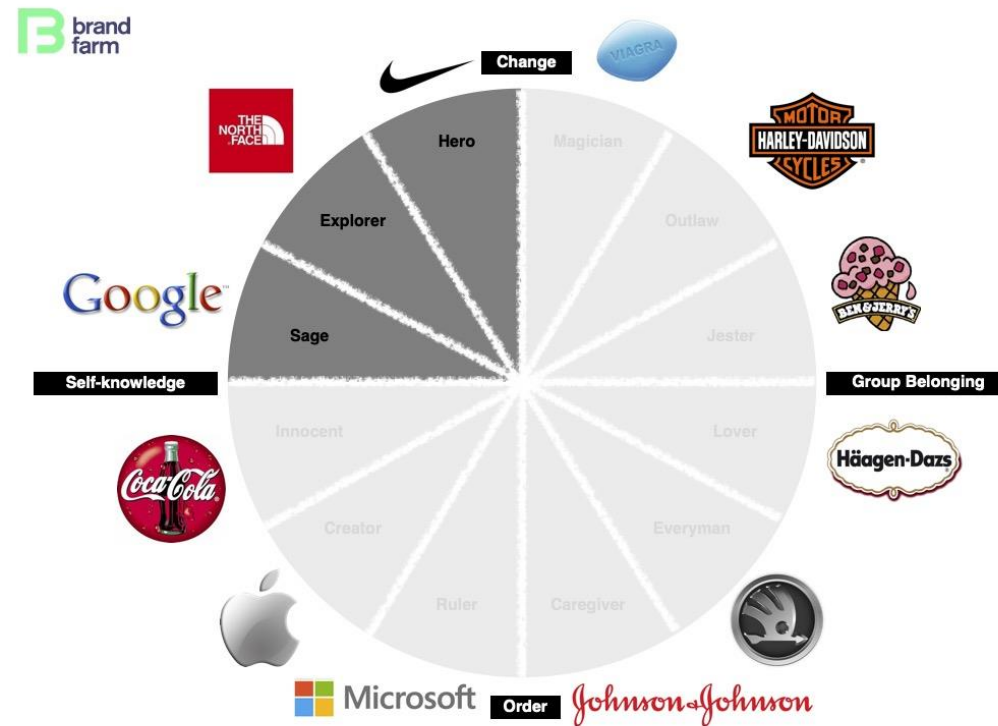 brand
farm
Change
VIAGRA
THE
NORTH
FACE
MOTOR
HARLEY-DAVIDSON
CYCLES
Hero
Magician
Explorer
Outlaw
Google™
BEN & JERRY'S
Sage
Jester
Self-knowledge
Group Belonging
Innocent
Lover
Coca-Cola
Häagen-Dazs
Creator
Everyman
Ruler
Caregiver
Microsoft
Order
Johnson & Johnson